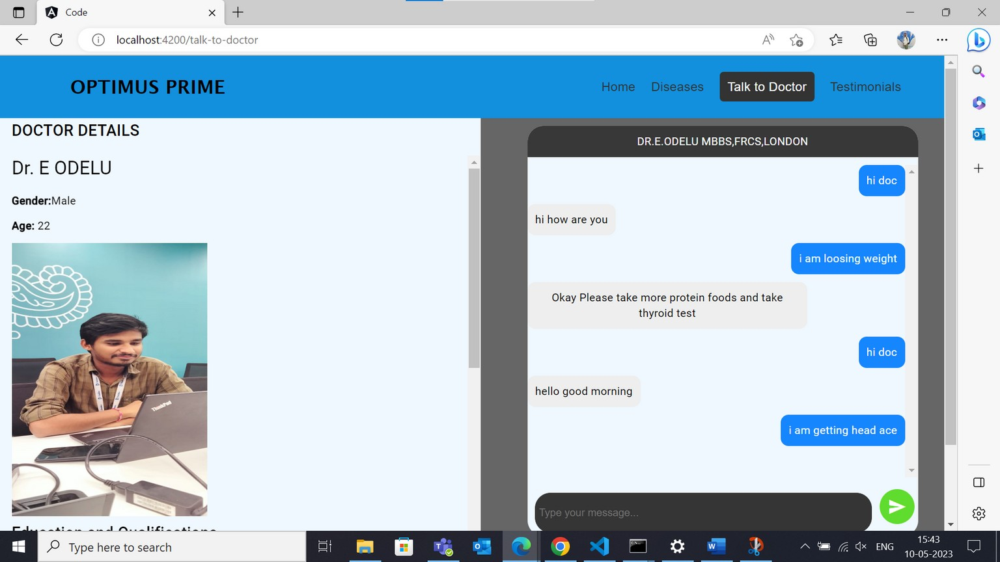 Code
localhost:4200/talk-to-doctor
OPTIMUS PRIME
Home
Diseases
Talk to Doctor
Testimonials
DOCTOR DETAILS
Dr. E ODELU
Gender:Male
Age: 22
ThinkPad
DR.E.ODELU MBBS,FRCS,LONDON
hi doc
hi how are you
i am loosing weight
Okay Please take more protein foods and take
thyroid test
hi doc
hello good morning
i am getting head ace
Type your message...
Education and Qualifications
Type here to search
ENG
15:43
10-05-2023